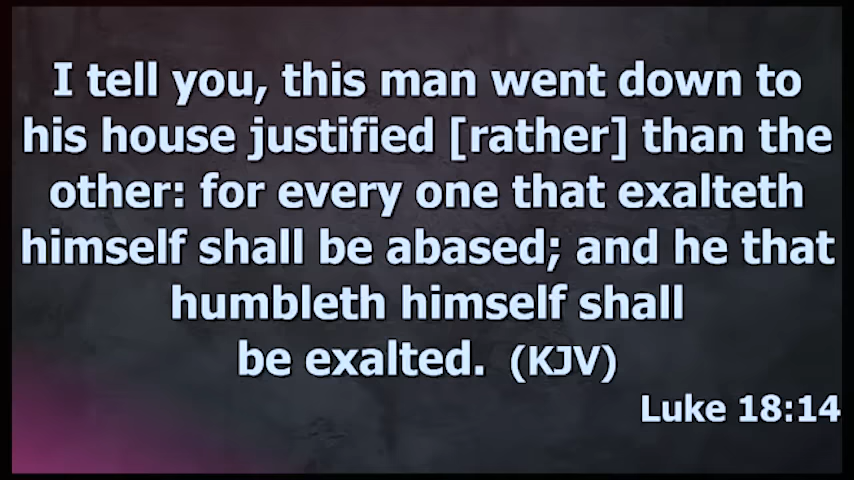 I tell you, this man went down to
his house justified [rather] than the
other: for every one that exalteth
himself shall be abased; and he that
humbleth himself shall
be exalted. (KJV)
Luke 18:14